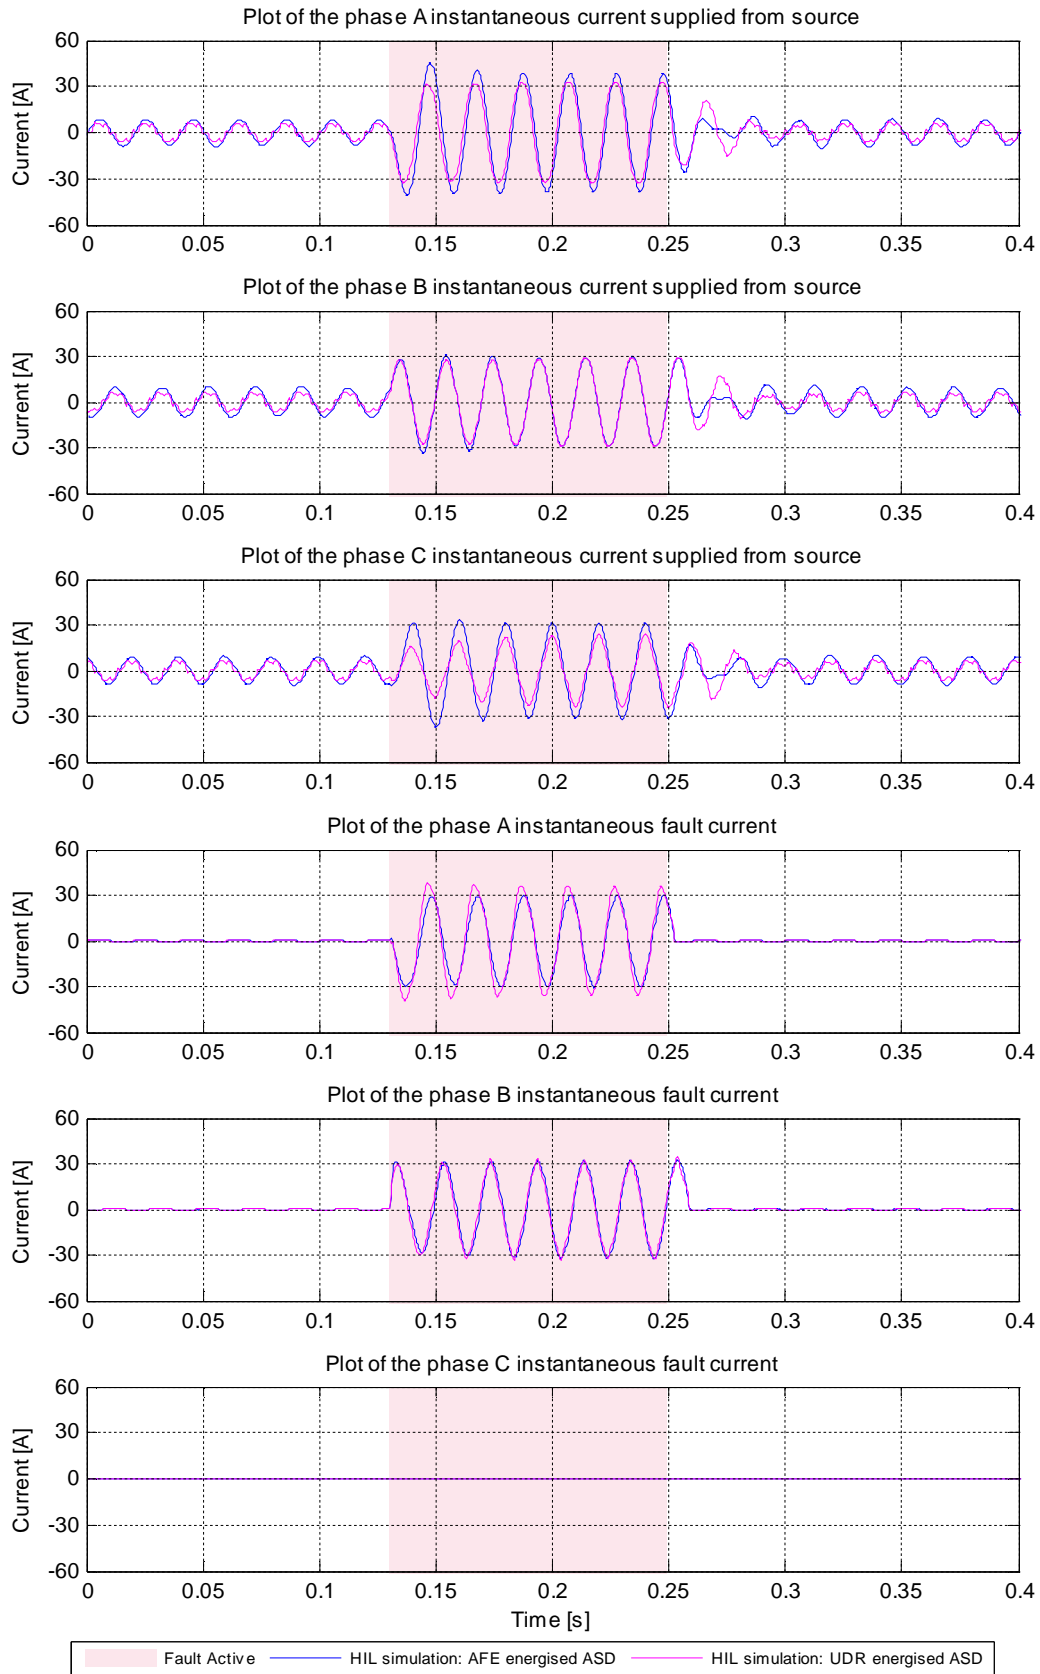 Plot of the phase A instantaneous current supplied from source
60
30
0
-30
-60
Current [A]
0 0.05 0.1 0.15 0.2 0.25 0.3 0.35 0.4
Plot of the phase B instantaneous current supplied from source
60
30
0
-30
-60
Current [A]
0 0.05 0.1 0.15 0.2 0.25 0.3 0.35 0.4
Plot of the phase C instantaneous current supplied from source
60
30
0
-30
-60
Current [A]
0 0.05 0.1 0.15 0.2 0.25 0.3 0.35 0.4
Plot of the phase A instantaneous fault current
60
30
0
-30
-60
Current [A]
0 0.05 0.1 0.15 0.2 0.25 0.3 0.35 0.4
Plot of the phase B instantaneous fault current
60
30
0
-30
-60
Current [A]
0 0.05 0.1 0.15 0.2 0.25 0.3 0.35 0.4
Plot of the phase C instantaneous fault current
60
30
0
-30
-60
Current [A]
0 0.05 0.1 0.15 0.2 0.25 0.3 0.35 0.4
Time [s]
Fault Active HIL simulation: AFE energised ASD HIL simulation: UDR energised ASD